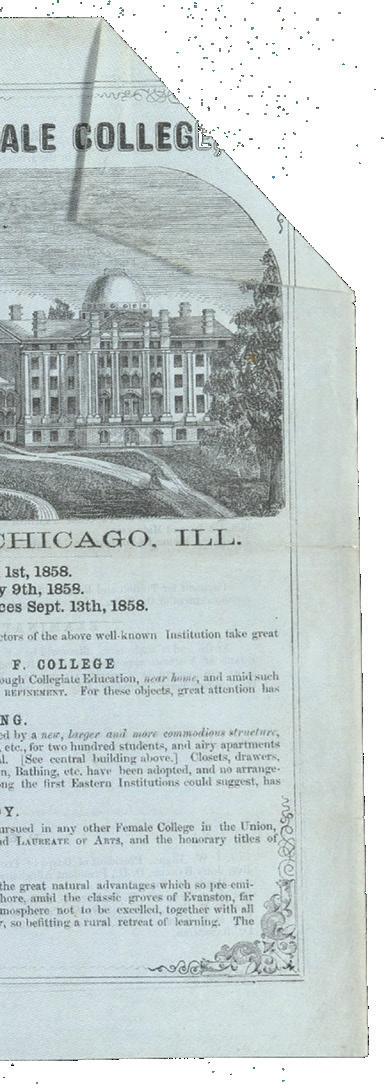 ALE COLLEGE,
CHICAGO, ILL.
1st, 1858.
y 9th, 1858.
ces Sept. 13th, 1858.
ctors of the above well-known Institution take great
F. COLLEGE
ough Collegiate Education, near home, and amid such
REFINEMENT. For these objects, great attention has
NG.
ed by a new, larger and more commodious structure,
, etc., for two hundred students, and airy apartments
al. [See central building above.] Closets, drawers,
n, Bathing, etc. have been adopted, and no arrange-
ong the first Eastern Institutions could suggest, has
DY.
ursued in any other Female College in the Union,
nd LAUREATE OF ARTS, and the honorary titles of
the great natural advantages which so pre-emi-
hore, amid the classic groves of Evanston, far
mosphere not to be excelled, together with all
r, so befitting a rural retreat of learning. The